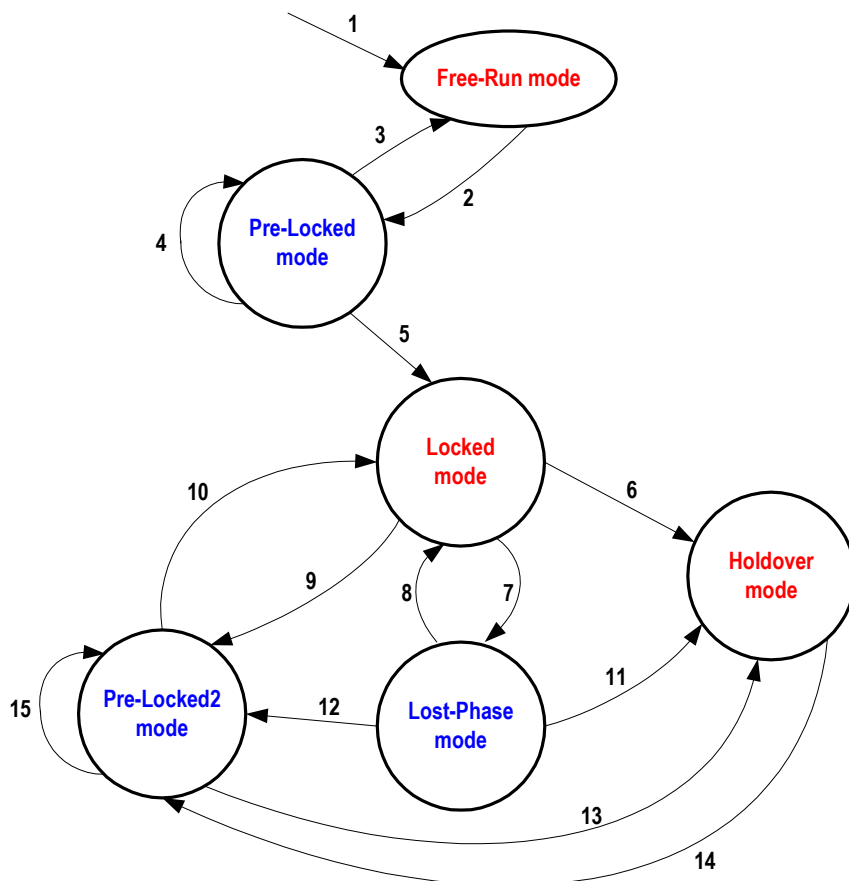 1
Free-Run mode
3
2
4
Pre-Locked
mode
5
Locked
mode
10
6
9
8
7
Holdover
mode
11
15
Pre-Locked2
mode
12
Lost-Phase
mode
13
14